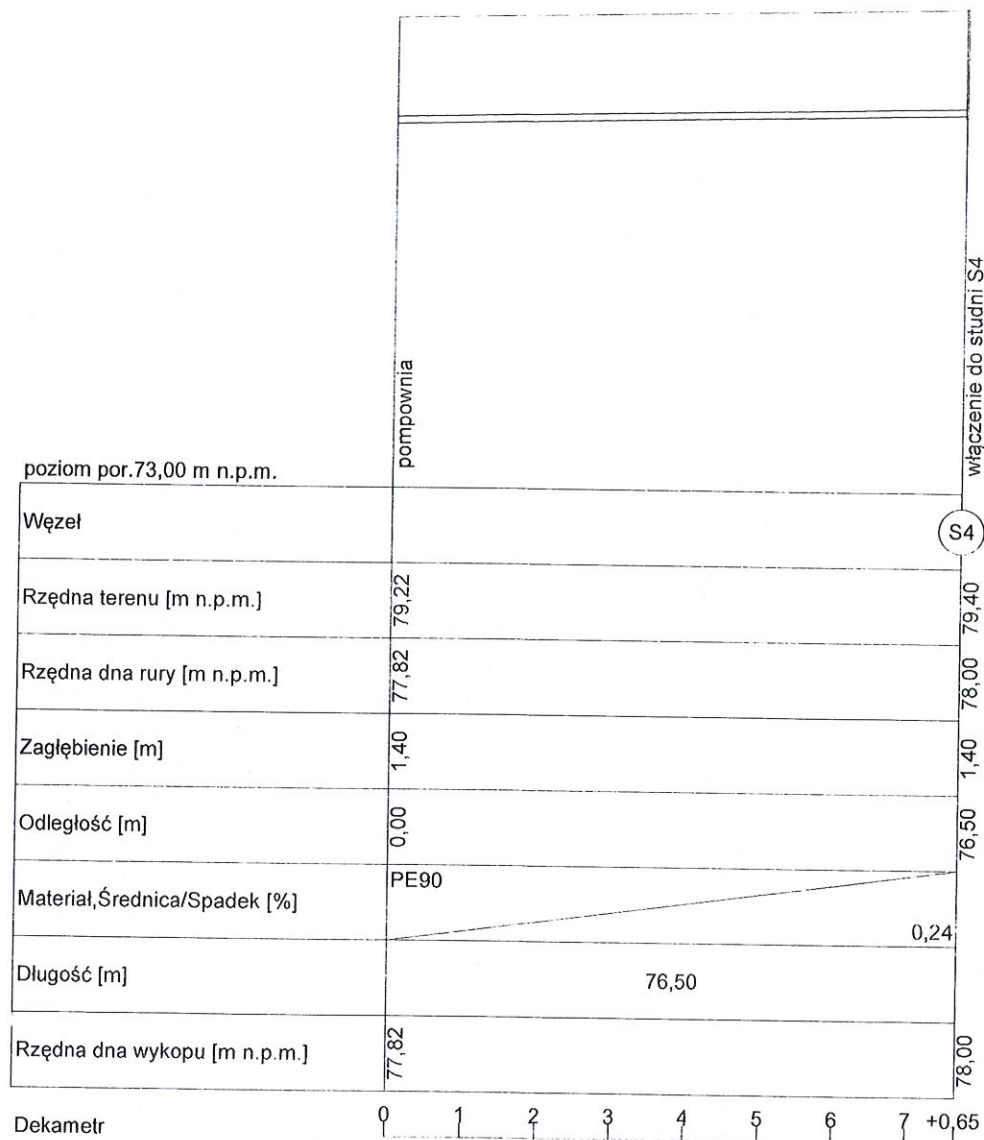 pompownia
włączenie do studni S4
poziom por.73,00 m n.p.m.
Węzeł
S4
Rzędna terenu [m n.p.m.] 79,22 79,40
Rzędna dna rury [m n.p.m.] 77,82 78,00
Zagłębienie [m] 1,40 1,40
Odległość [m] 0,00 76,50
Materiał,Średnica/Spadek [%] PE90 0,24
Długość [m] 76,50
Rzędna dna wykopu [m n.p.m.] 77,82 78,00
Dekametr 0 1 2 3 4 5 6 7 +0,65